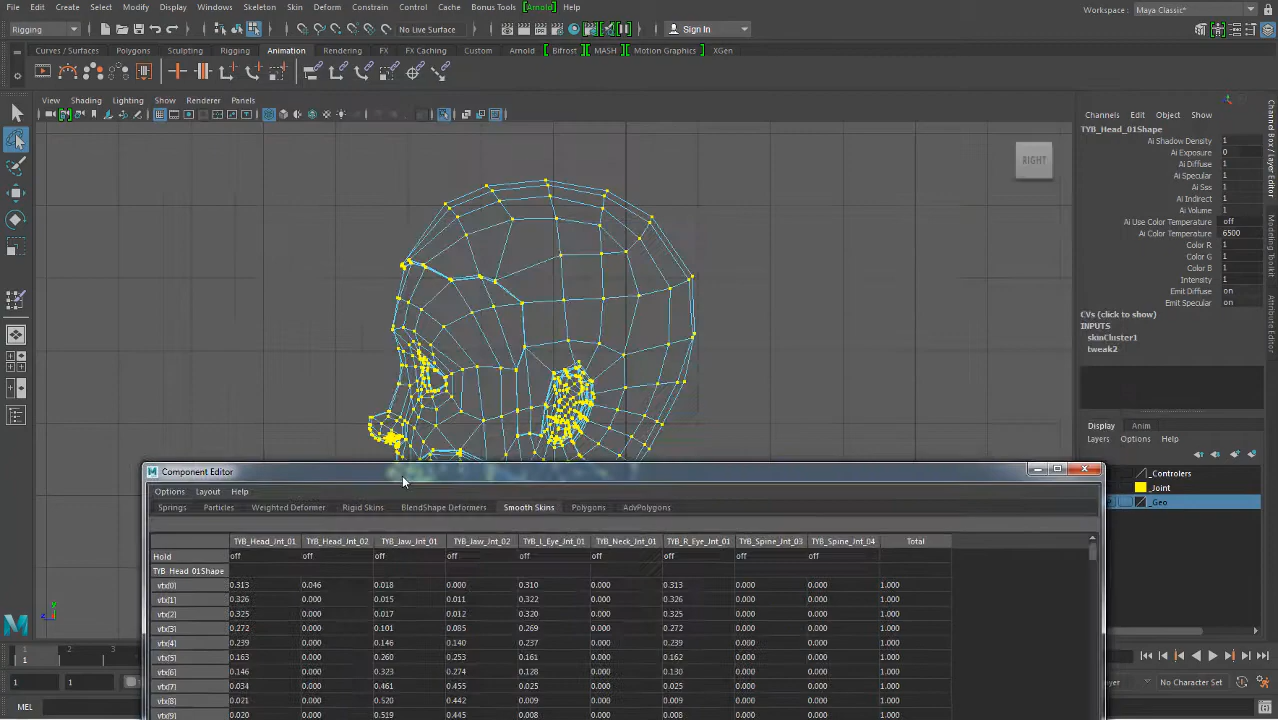 File Edit Create Select Modify Display Windows Skeleton Skin Deform Constrain Control Cache Bonus Tools [Arnold] Help
Workspace : Maya Classic*
Rigging No Live Surface Sign In
Curves / Surfaces Polygons Sculpting Rigging Animation Rendering FX FX Caching Custom Arnold Bifrost MASH Motion Graphics XGen
View Shading Lighting Show Renderer Panels
Channels Edit Object Show
TYB_Head_01Shape
Ai Shadow Density 1
Ai Exposure 0
Ai Diffuse 1
Ai Specular 1
Ai Sss 1
Ai Indirect 1
Ai Volume 1
Ai Use Color Temperature off
Ai Color Temperature 6500
Color R 1
Color G 1
Color B 1
Intensity 1
Emit Diffuse on
Emit Specular on
CVs (click to show)
INPUTS
skinCluster1
tweak2
RIGHT
Channel Box / Layer Editor
Modeling Toolkit
Attribute Editor
Display Anim
Layers Options Help
_Controlers
_Joint
_Geo
Component Editor
Options Layout Help
Springs Particles Weighted Deformer Rigid Skins BlendShape Deformers Smooth Skins Polygons AdvPolygons
TYB_Head_Jnt_01 TYB_Head_Jnt_02 TYB_Jaw_Jnt_01 TYB_Jaw_Jnt_02 TYB_L_Eye_Jnt_01 TYB_Neck_Jnt_01 TYB_R_Eye_Jnt_01 TYB_Spine_Jnt_03 TYB_Spine_Jnt_04 Total
Hold off off off off off off off off off
TYB_Head_01Shape
vtx[0] 0.313 0.046 0.018 0.000 0.310 0.000 0.313 0.000 0.000 1.000
vtx[1] 0.326 0.000 0.015 0.011 0.322 0.000 0.326 0.000 0.000 1.000
vtx[2] 0.325 0.000 0.017 0.012 0.320 0.000 0.325 0.000 0.000 1.000
vtx[3] 0.272 0.000 0.101 0.085 0.269 0.000 0.272 0.000 0.000 1.000
vtx[4] 0.239 0.000 0.146 0.140 0.237 0.000 0.239 0.000 0.000 1.000
vtx[5] 0.163 0.000 0.260 0.253 0.161 0.000 0.162 0.000 0.000 1.000
vtx[6] 0.146 0.000 0.323 0.274 0.128 0.000 0.130 0.000 0.000 1.000
vtx[7] 0.034 0.000 0.461 0.455 0.025 0.000 0.025 0.000 0.000 1.000
vtx[8] 0.021 0.000 0.520 0.442 0.009 0.000 0.008 0.000 0.000 1.000
vtx[9] 0.020 0.000 0.519 0.445 0.008 0.000 0.008 0.000 0.000 1.000
1 2 3
1
1 1
No Character Set
MEL